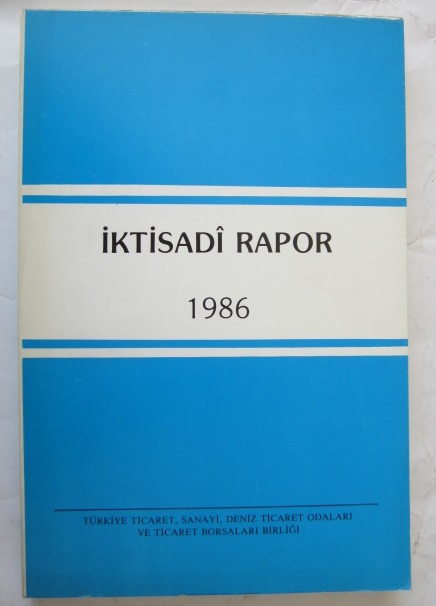 İKTİSADÎ RAPOR
1986
TÜRKİYE TİCARET, SANAYİ, DENİZ TİCARET ODALARI
VE TİCARET BORSALARI BİRLİĞİ